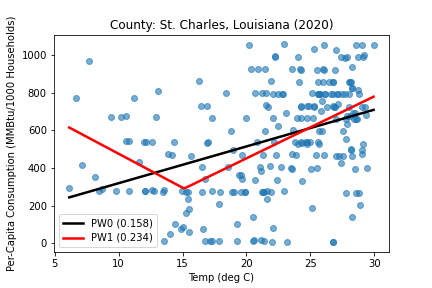 County: St. Charles, Louisiana (2020)
Per-Capita Consumption (MMBtu/1000 Households)
1000
800
600
400
200
0
PW0 (0.158)
PW1 (0.234)
5
10
15
20
25
30
Temp (deg C)